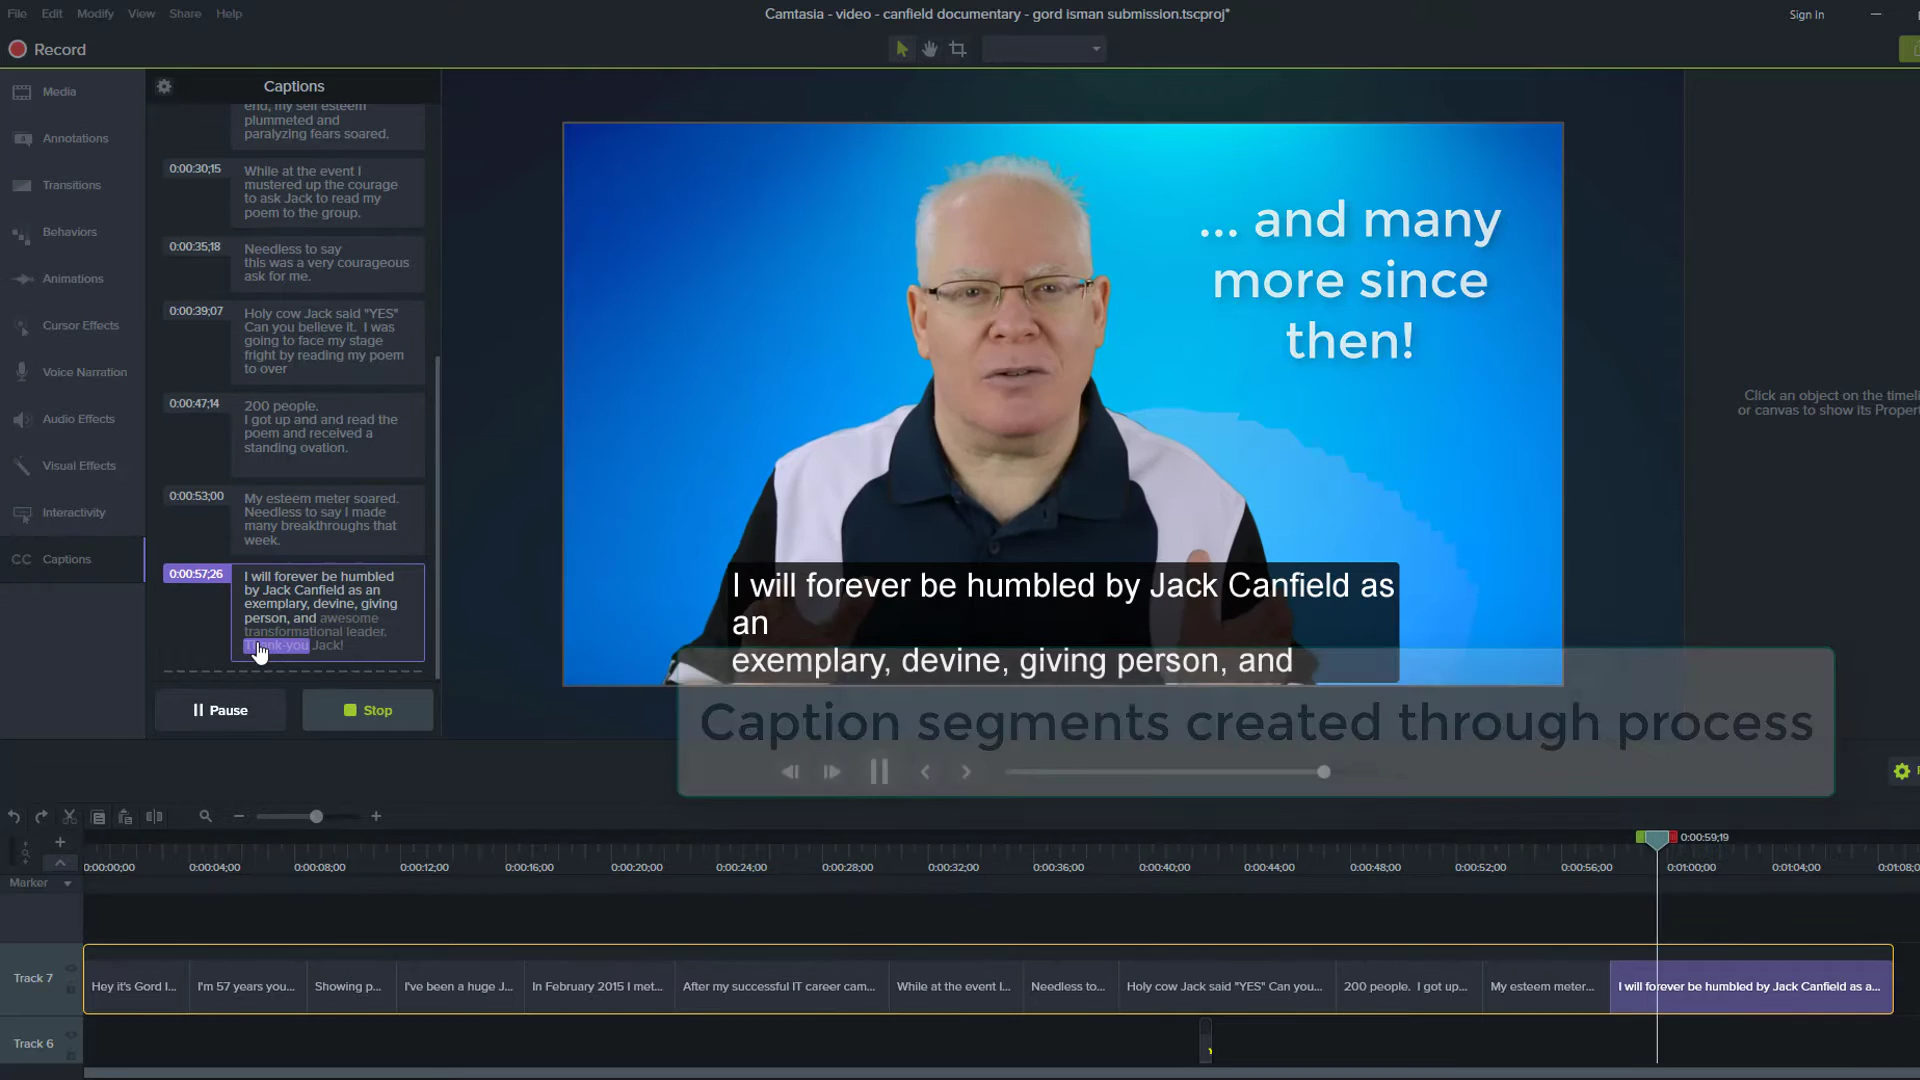 File Edit Modify View Share Help
Camtasia - video - canfield documentary - gord isman submission.tscproj*
Sign In
Record
Media
Annotations
Transitions
Behaviors
Animations
Cursor Effects
Voice Narration
Audio Effects
Visual Effects
Interactivity
CC Captions
Captions
end, my self esteem
plummeted and
paralyzing fears soared.
0:00:30;15
While at the event I
mustered up the courage
to ask Jack to read my
poem to the group.
0:00:35;18
Needless to say
this was a very courageous
ask for me.
0:00:39;07
Holy cow Jack said "YES"
Can you believe it. I was
going to face my stage
fright by reading my poem
to over
0:00:47;14
200 people.
I got up and and read the
poem and received a
standing ovation.
0:00:53;00
My esteem meter soared.
Needless to say I made
many breakthroughs that
week.
0:00:57;26
I will forever be humbled
by Jack Canfield as an
exemplary, devine, giving
person, and awesome
transformational leader.
Thank-you Jack!
Pause
Stop
... and many
more since
then!
I will forever be humbled by Jack Canfield as
an
exemplary, devine, giving person, and
Caption segments created through process
Click an object on the timeli
or canvas to show its Propert
0:00:59;19
Marker
0:00:00;00 0:00:04;00 0:00:08;00 0:00:12;00 0:00:16;00 0:00:20;00 0:00:24;00 0:00:28;00 0:00:32;00 0:00:36;00 0:00:40;00 0:00:44;00 0:00:48;00 0:00:52;00 0:00:56;00 0:01:00;00 0:01:04;00 0:01:08;0
Track 7
Hey it's Gord I... I'm 57 years you... Showing p... I've been a huge J... In February 2015 I met... After my successful IT career cam... While at the event I... Needless to... Holy cow Jack said "YES" Can you... 200 people. I got up... My esteem meter... I will forever be humbled by Jack Canfield as a...
Track 6